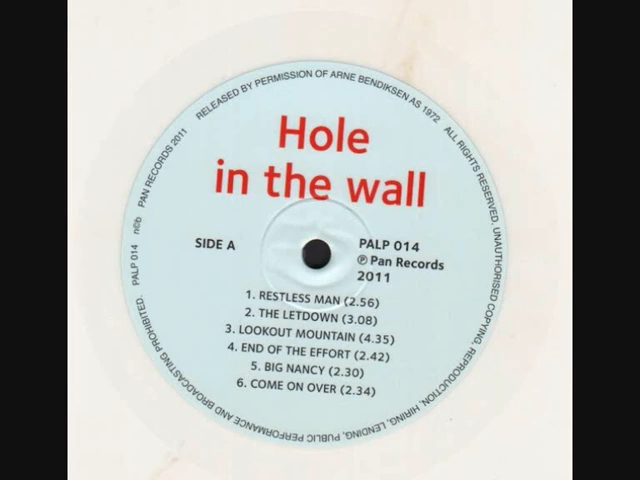 Hole
in the wall
SIDE A
PALP 014
℗ Pan Records
2011
1. RESTLESS MAN (2.56)
2. THE LETDOWN (3.08)
3. LOOKOUT MOUNTAIN (4.35)
4. END OF THE EFFORT (2.42)
5. BIG NANCY (2.30)
6. COME ON OVER (2.34)
PALP 014 n©b PAN RECORDS 2011 RELEASED BY PERMISSION OF ARNE BENDIKSEN AS 1972 ALL RIGHTS RESERVED. UNAUTHORISED COPYING, REPRODUCTION, HIRING, LENDING, PUBLIC PERFORMANCE AND BROADCASTING PROHIBITED.